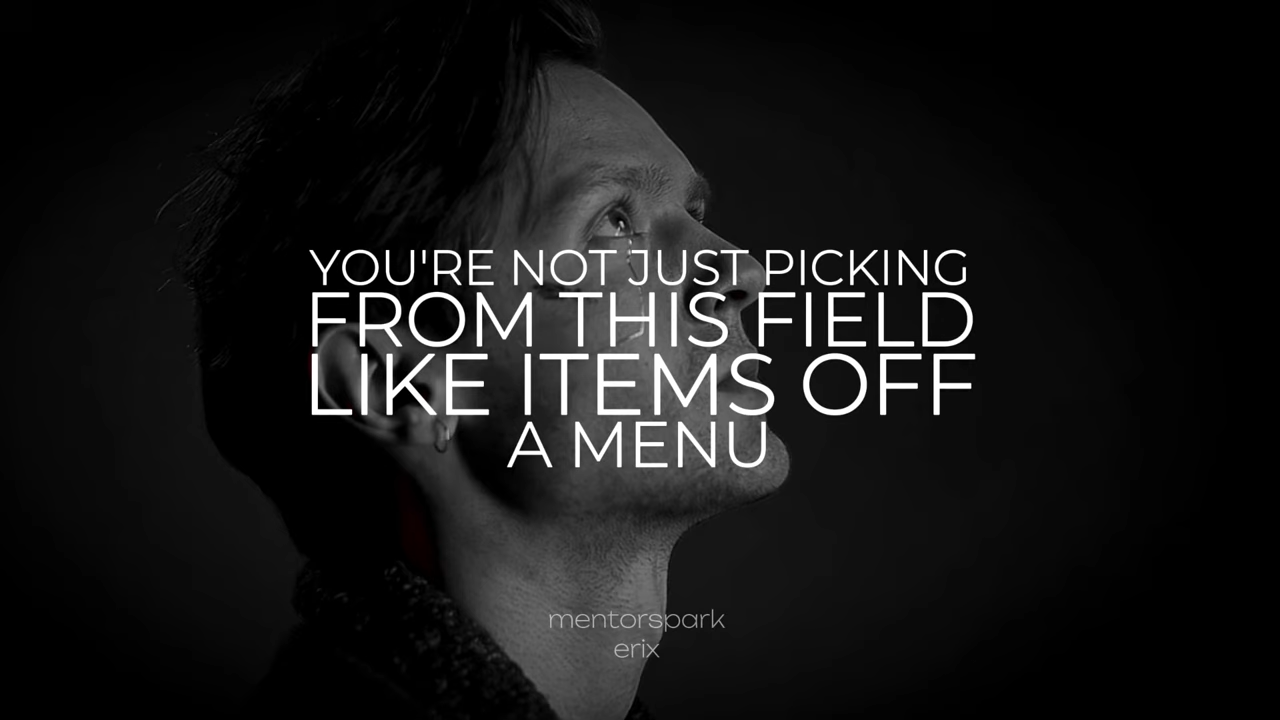 YOU'RE NOT JUST PICKING
FROM THIS FIELD
LIKE ITEMS OFF
A MENU
mentorspark
erix